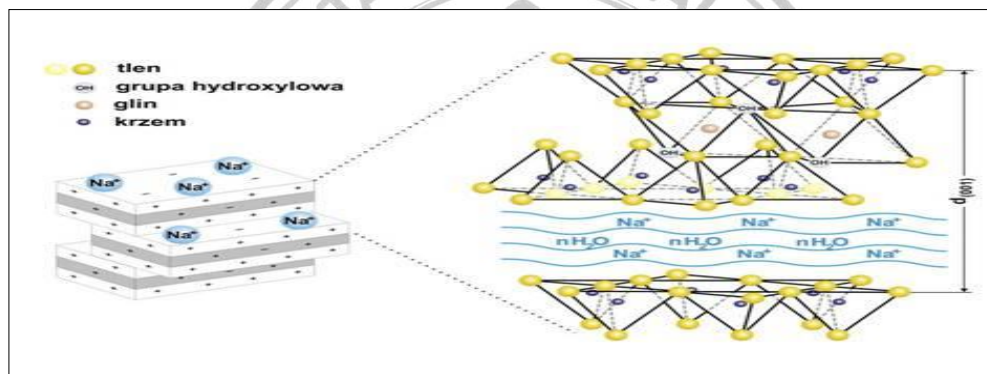 tlen
OH grupa hydroxylowa
glin
krzem
Na⁺
Na⁺
Na⁺
Na⁺
Na⁺
OH
OH
OH
d(001)
Na⁺ Na⁺ Na⁺
nH₂O nH₂O nH₂O
Na⁺ Na⁺ Na⁺